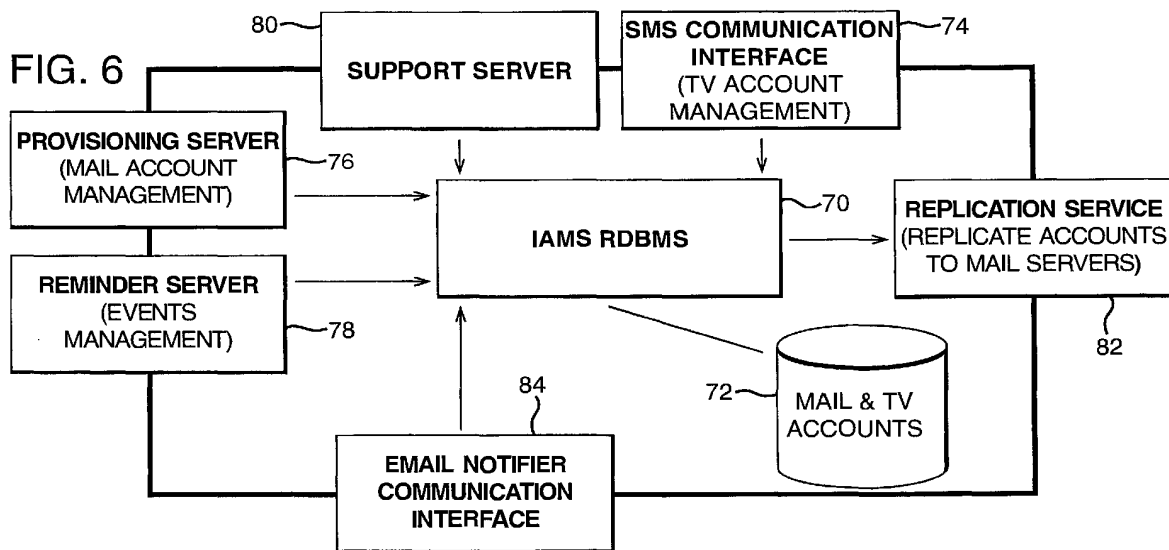 FIG. 6
80
SUPPORT SERVER
SMS COMMUNICATION
INTERFACE
(TV ACCOUNT
MANAGEMENT)
74
PROVISIONING SERVER
(MAIL ACCOUNT
MANAGEMENT)
76
IAMS RDBMS
70
REPLICATION SERVICE
(REPLICATE ACCOUNTS
TO MAIL SERVERS)
82
REMINDER SERVER
(EVENTS
MANAGEMENT)
78
72
MAIL & TV
ACCOUNTS
84
EMAIL NOTIFIER
COMMUNICATION
INTERFACE